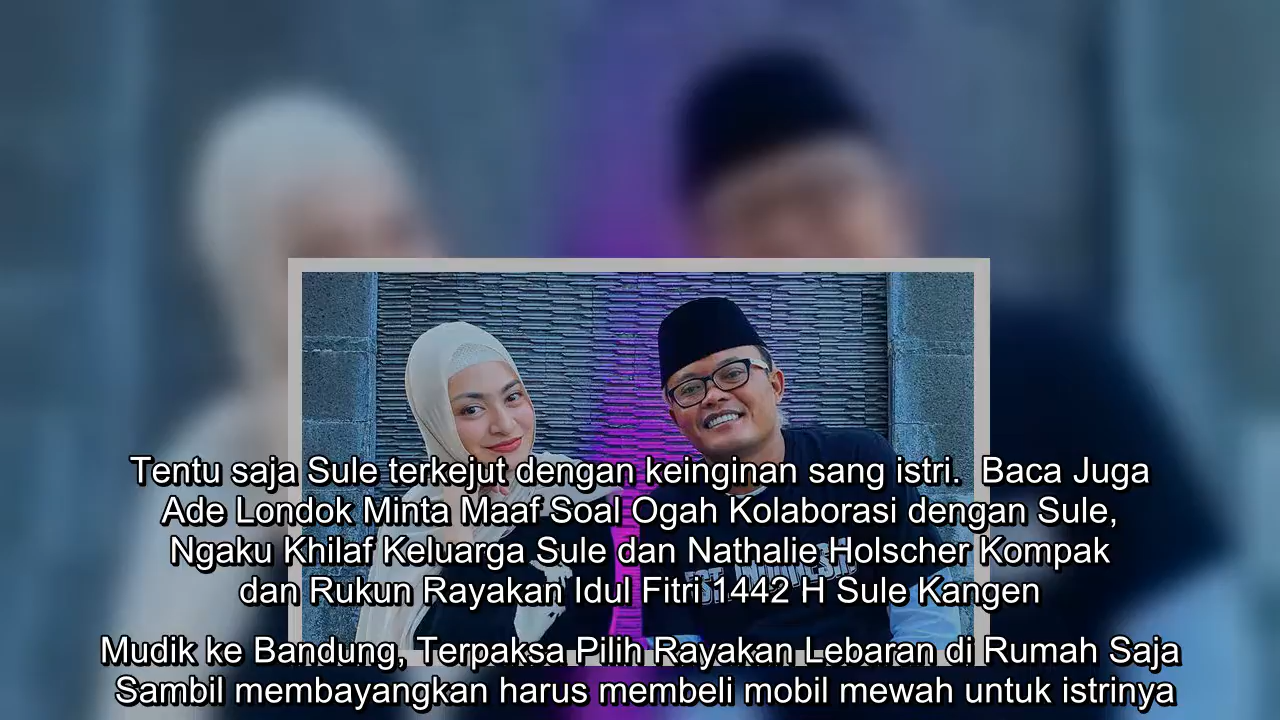 Tentu saja Sule terkejut dengan keinginan sang istri.  Baca Juga
Ade Londok Minta Maaf Soal Ogah Kolaborasi dengan Sule,
Ngaku Khilaf Keluarga Sule dan Nathalie Holscher Kompak
dan Rukun Rayakan Idul Fitri 1442 H Sule Kangen
Mudik ke Bandung, Terpaksa Pilih Rayakan Lebaran di Rumah Saja
Sambil membayangkan harus membeli mobil mewah untuk istrinya